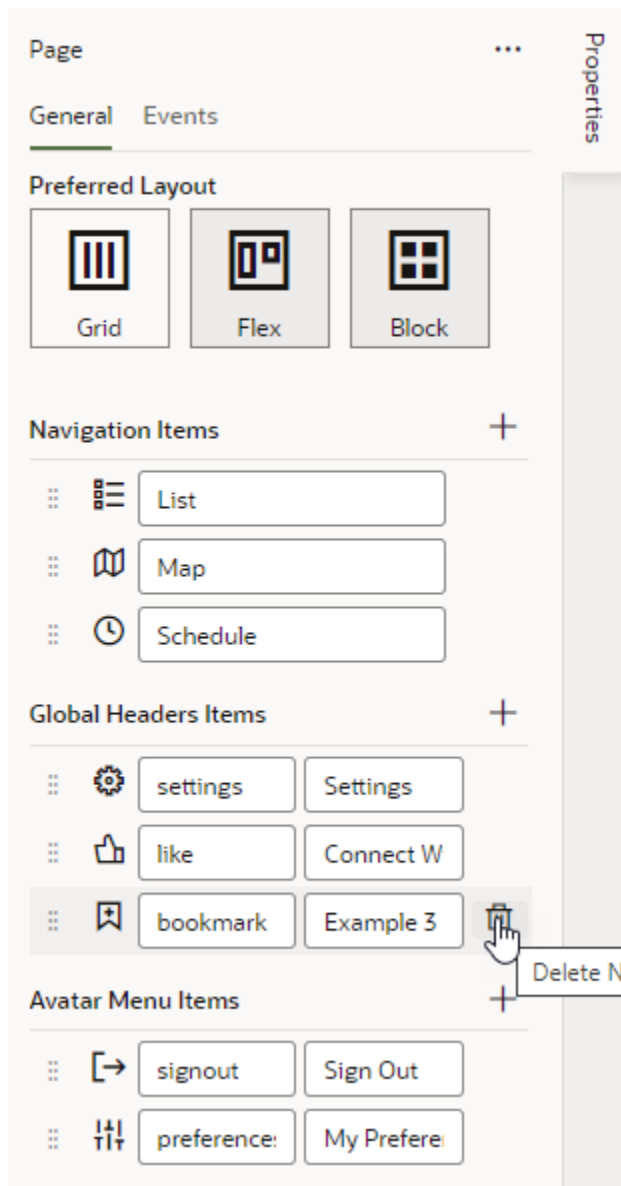 Page
Properties
General Events
Preferred Layout
Grid Flex Block
Navigation Items
List
Map
Schedule
Global Headers Items
settings Settings
like Connect W
bookmark Example 3
Delete N
Avatar Menu Items
signout Sign Out
preferences My Prefere